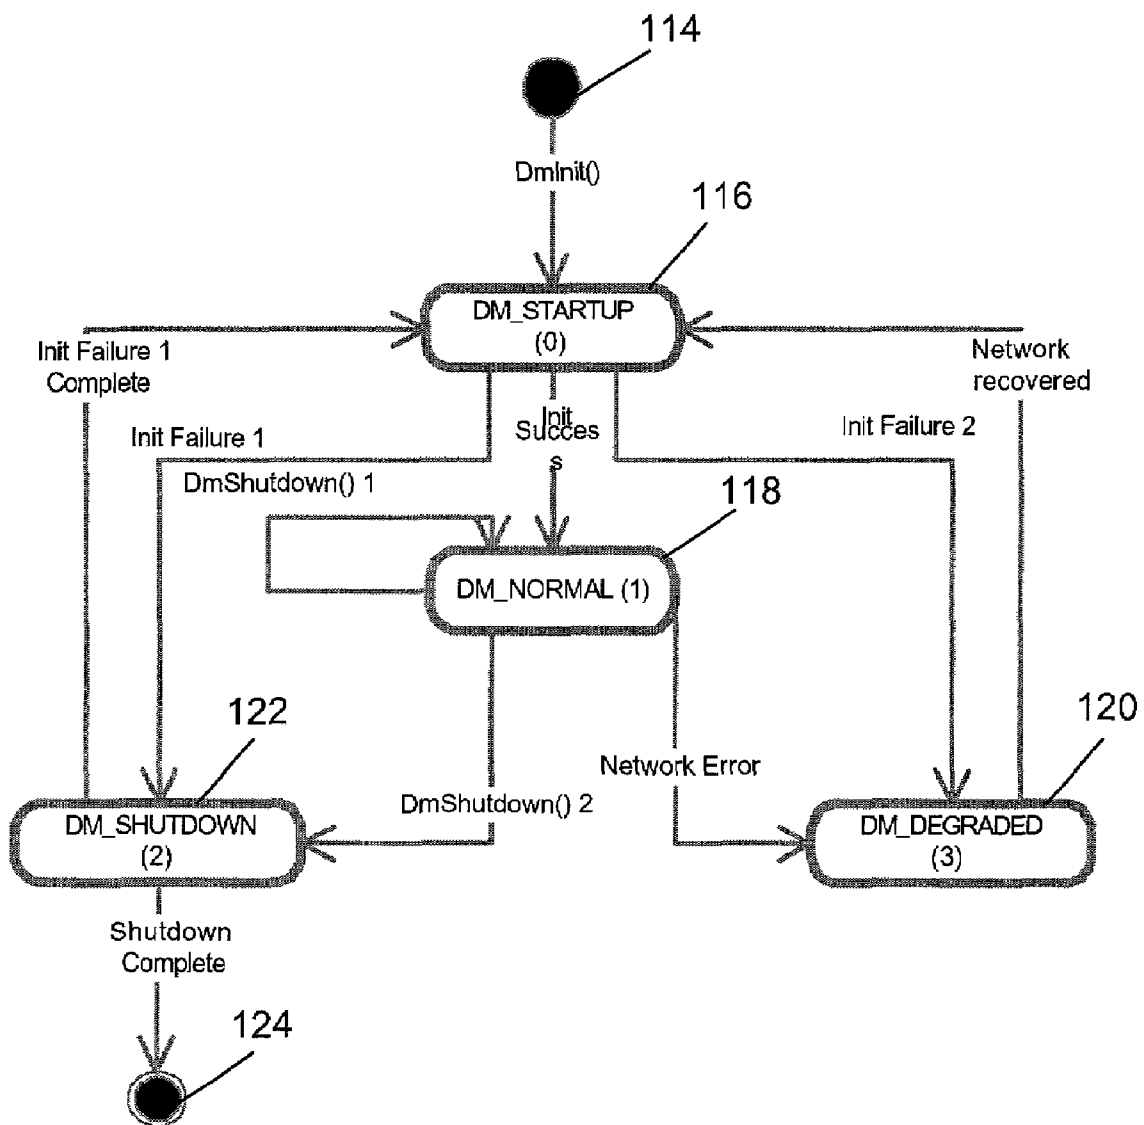 114
DmInit()
116
DM_STARTUP
(0)
Init Failure 1
Complete
Network
recovered
Init
Succes
s
Init Failure 1
Init Failure 2
DmShutdown() 1
118
DM_NORMAL (1)
122
120
Network Error
DmShutdown() 2
DM_SHUTDOWN
(2)
DM_DEGRADED
(3)
Shutdown
Complete
124